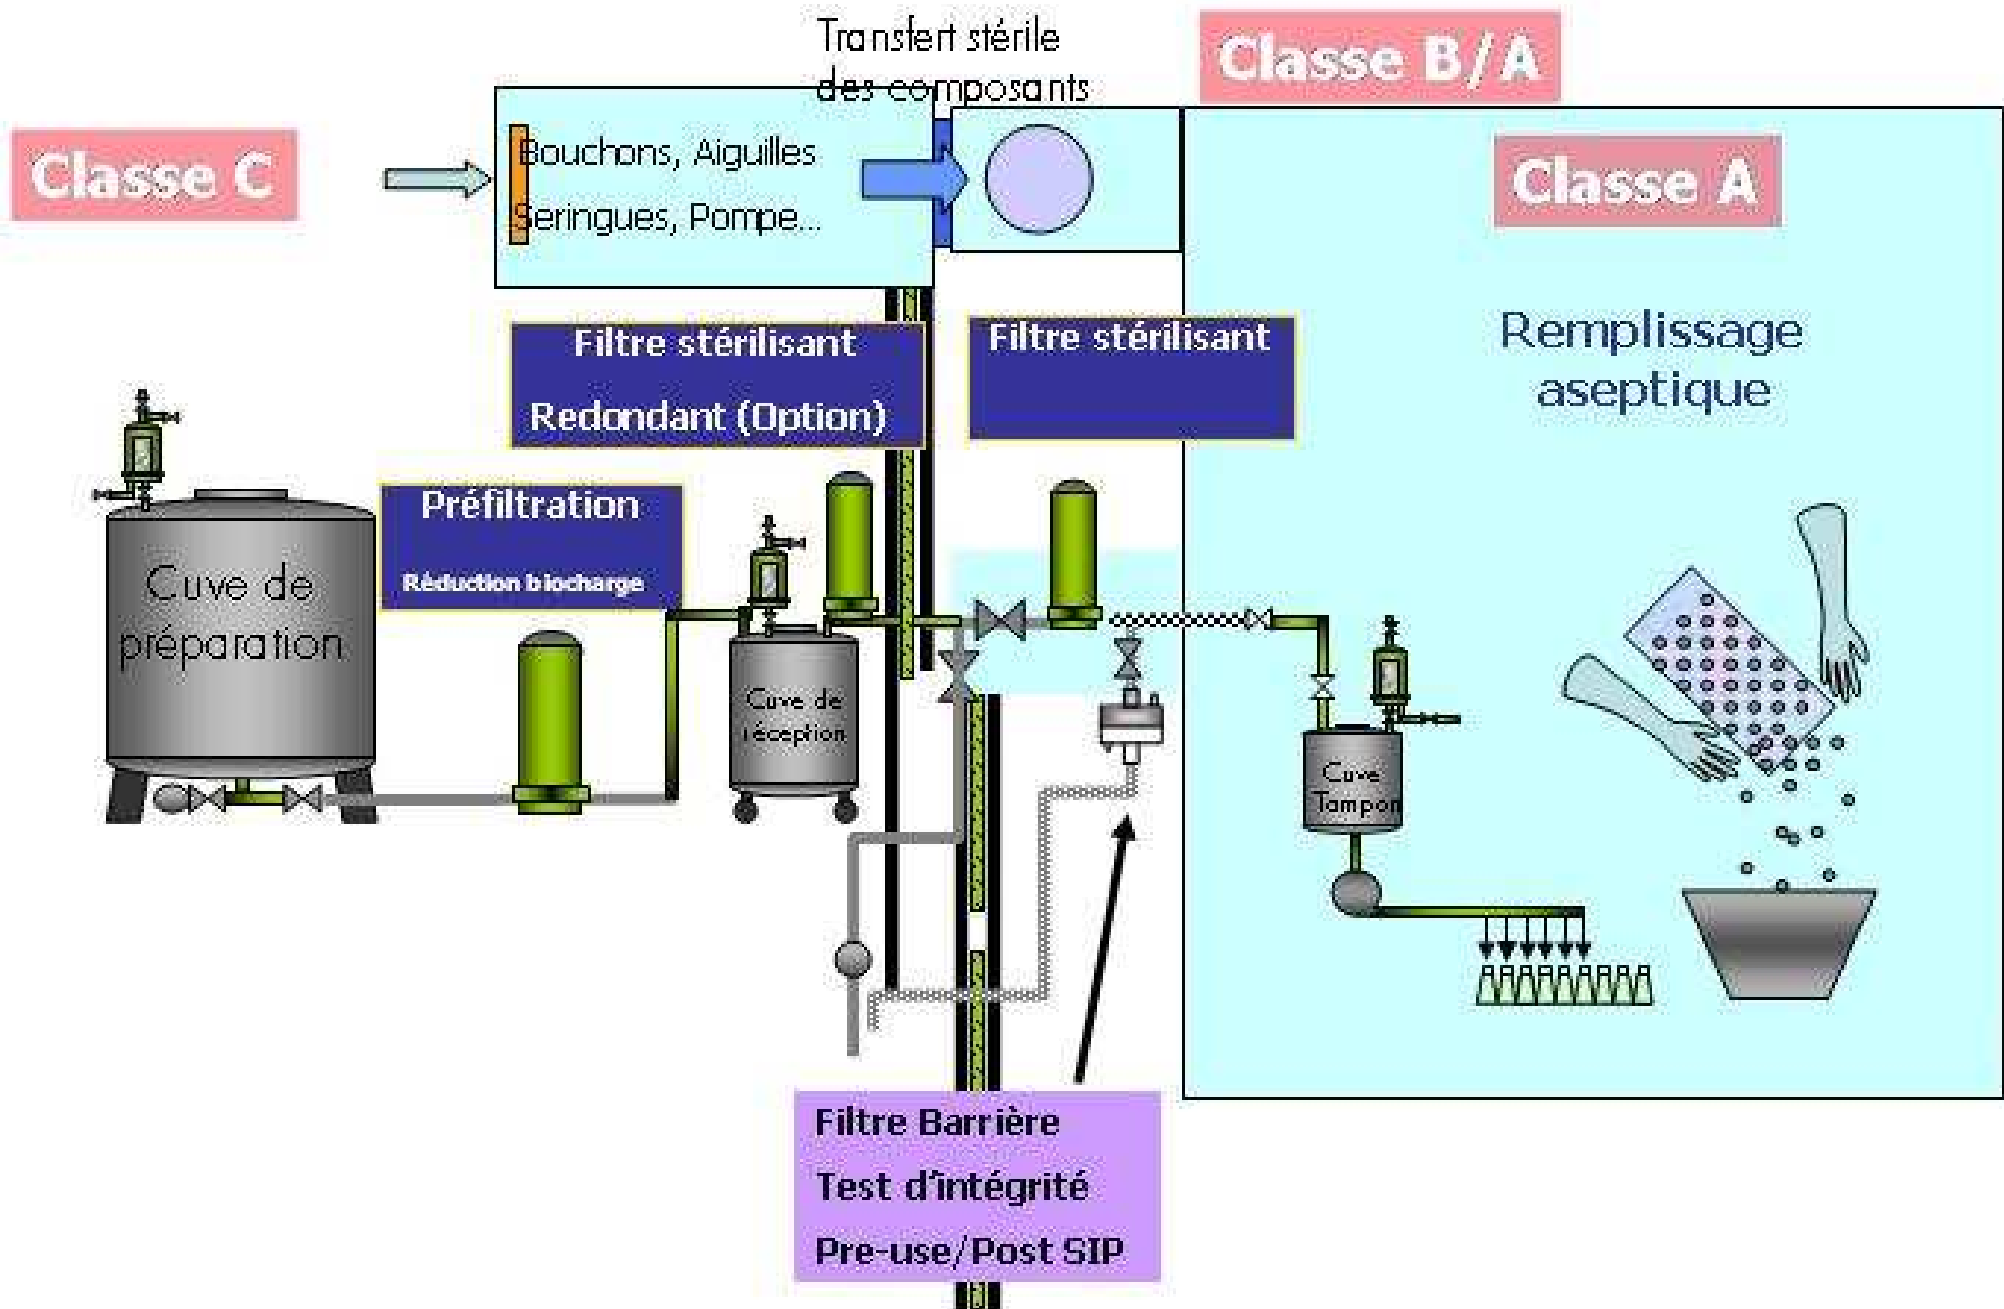 Transfert stérile
des composants
Classe B/A
Classe C
Bouchons, Aiguilles
Seringues, Pompe...
Classe A
Filtre stérilisant
Redondant (Option)
Filtre stérilisant
Remplissage
aseptique
Préfiltration
Réduction biocharge
Cuve de
préparation
Cuve de
réception
Cuve
Tampon
Filtre Barrière
Test d'intégrité
Pre-use/Post SIP